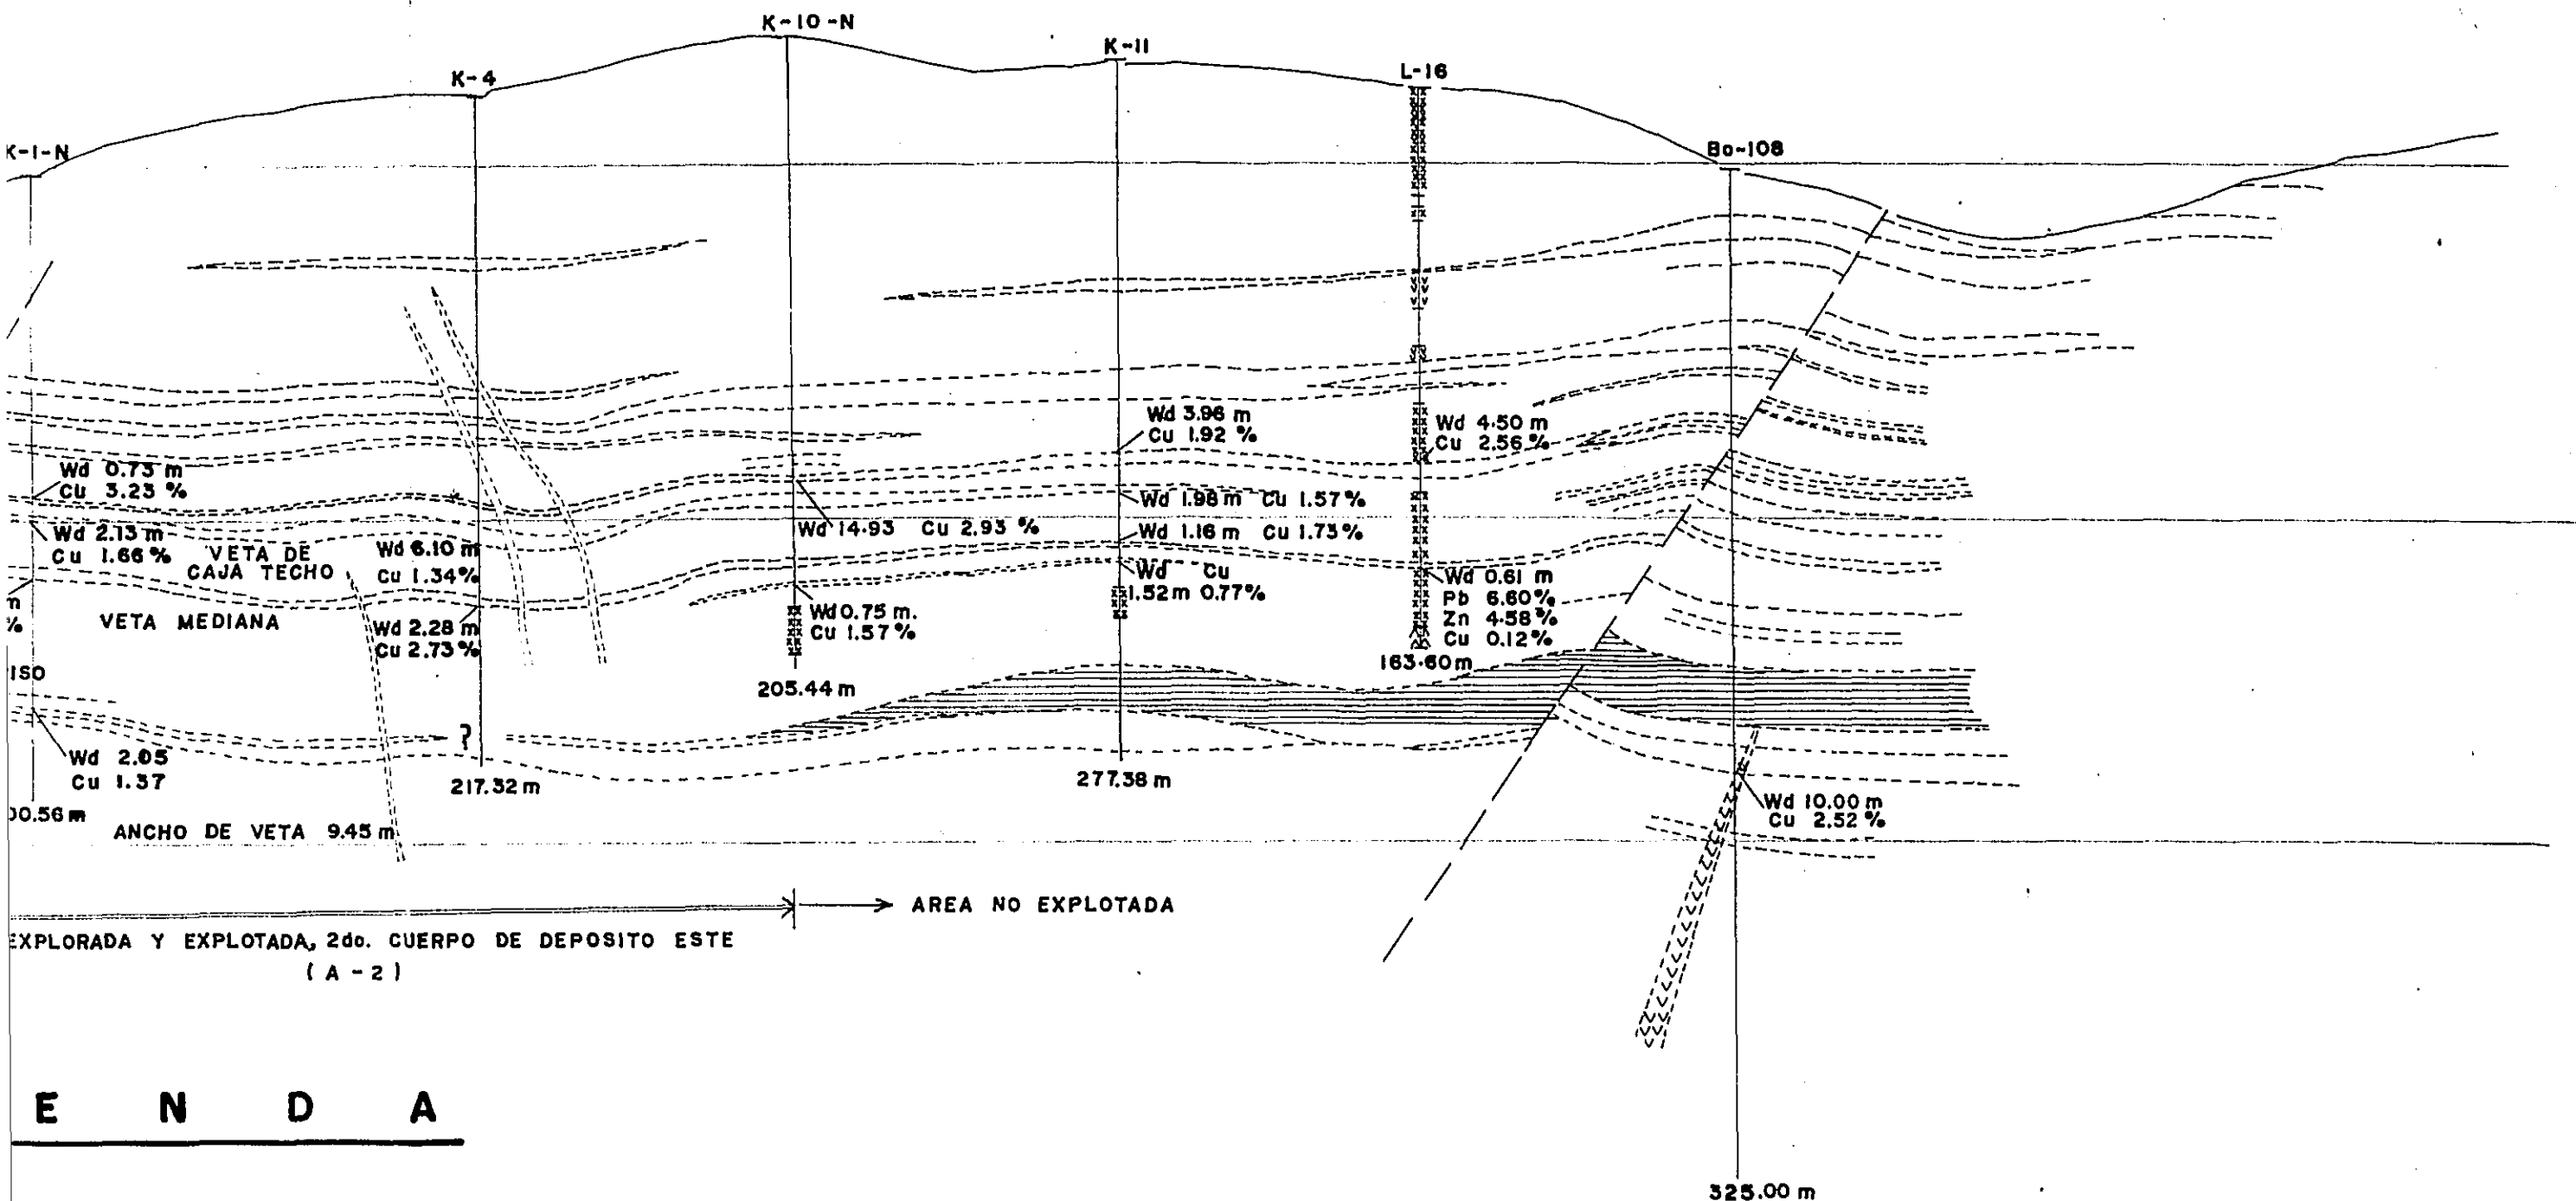 K-10-N
K-11
K-4
L-16
K-1-N
Bo-108
Wd 3.96 m
Cu 1.92 %
Wd 4.50 m
Cu 2.56 %
Wd 0.73 m
Cu 3.23 %
Wd 1.98 m Cu 1.57 %
Wd 14.93 Cu 2.93 %
Wd 1.16 m Cu 1.73 %
Wd 2.13 m
Cu 1.66 %
VETA DE
CAJA TECHO
Wd 6.10 m
Cu 1.34 %
Wd Cu
1.52 m 0.77%
Wd 0.61 m
Pb 6.60%
Zn 4.58%
Cu 0.12%
m
%
VETA MEDIANA
Wd 2.28 m
Cu 2.73 %
Wd 0.75 m.
Cu 1.57 %
163.60 m
ISO
205.44 m
?
Wd 2.05
Cu 1.37
217.32 m
277.38 m
00.56 m
Wd 10.00 m
Cu 2.52 %
ANCHO DE VETA 9.45 m
AREA NO EXPLOTADA
EXPLORADA Y EXPLOTADA, 2do. CUERPO DE DEPOSITO ESTE
( A - 2 )
E N D A
325.00 m